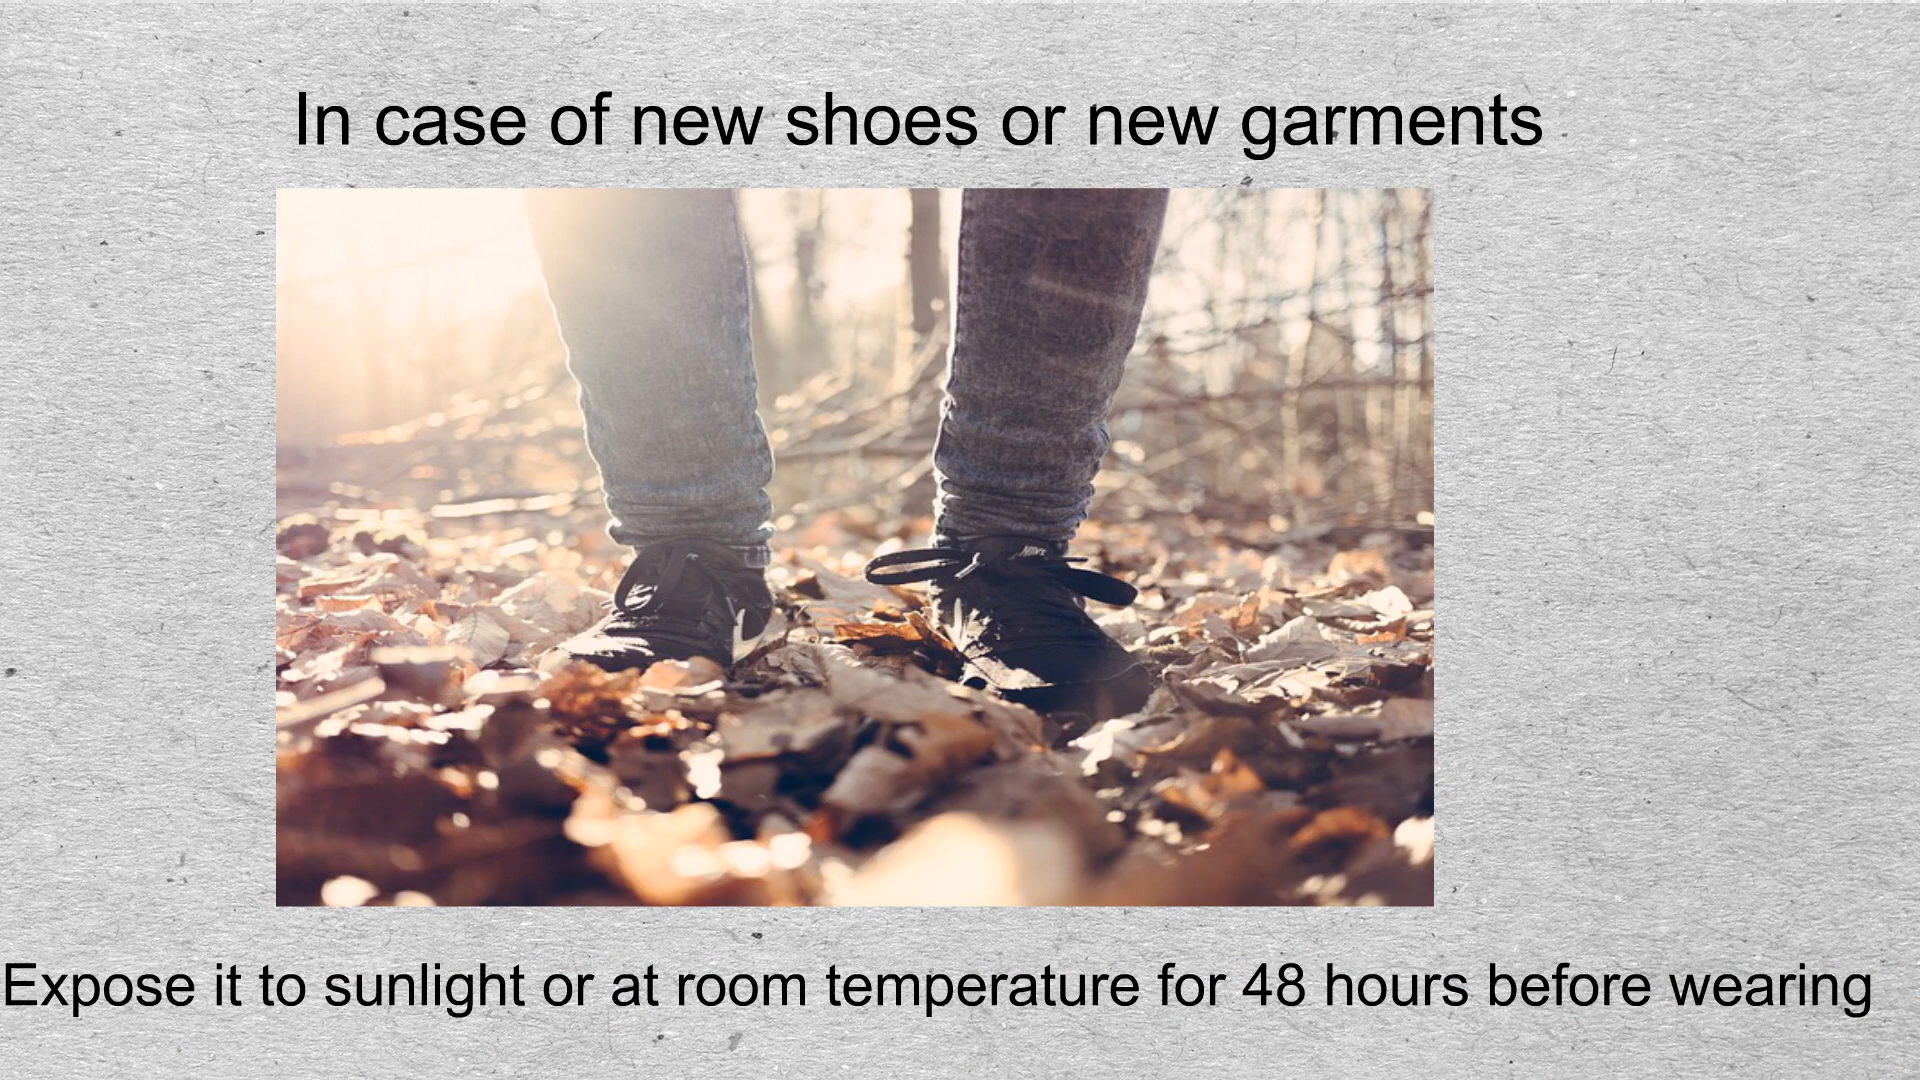 In case of new shoes or new garments
Expose it to sunlight or at room temperature for 48 hours before wearing